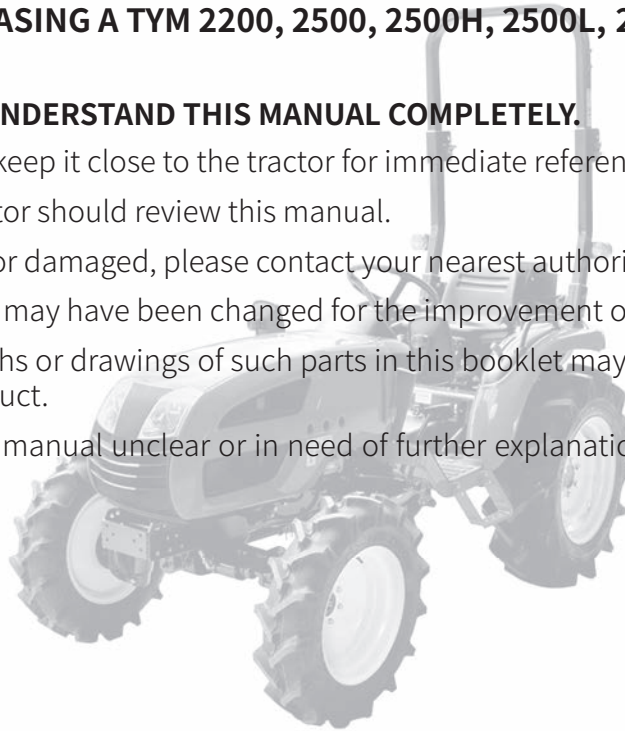 ASING A TYM 2200, 2500, 2500H, 2500L, 2
NDERSTAND THIS MANUAL COMPLETELY.
keep it close to the tractor for immediate referen
tor should review this manual.
or damaged, please contact your nearest authori
may have been changed for the improvement o
hs or drawings of such parts in this booklet may
uct.
manual unclear or in need of further explanatio